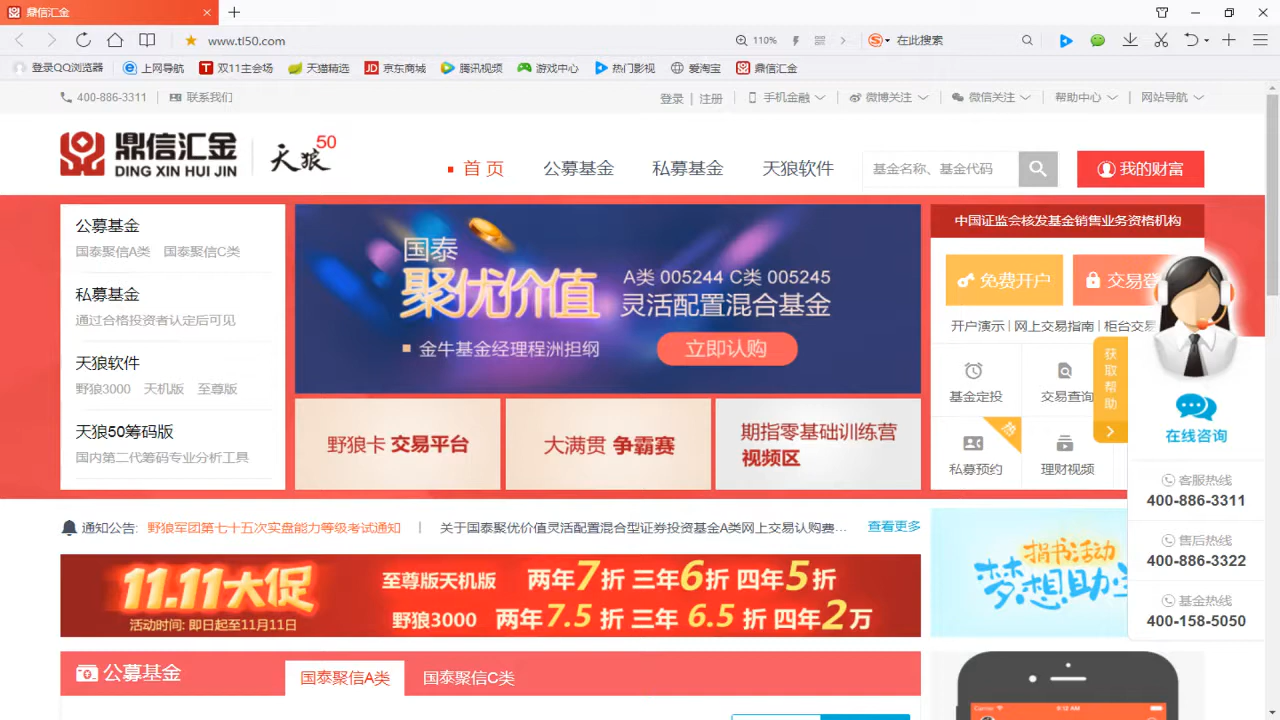 鼎信汇金
www.tl50.com
110%
在此搜索
登录QQ浏览器
上网导航
双11主会场
天猫精选
京东商城
腾讯视频
游戏中心
热门影视
爱淘宝
鼎信汇金
400-886-3311
联系我们
登录
注册
手机金融
微博关注
微信关注
帮助中心
网站导航
鼎信汇金
DING XIN HUI JIN
天狼50
首 页
公募基金
私募基金
天狼软件
基金名称、基金代码
我的财富
公募基金
国泰聚信A类 国泰聚信C类
私募基金
通过合格投资者认定后可见
天狼软件
野狼3000 天机版 至尊版
天狼50筹码版
国内第二代筹码专业分析工具
国泰
聚优价值
A类 005244 C类 005245
灵活配置混合基金
金牛基金经理程洲担纲
立即认购
野狼卡 交易平台
大满贯 争霸赛
期指零基础训练营
视频区
中国证监会核发基金销售业务资格机构
免费开户
交易登
开户演示 | 网上交易指南 | 柜台交易
基金定投
交易查询
热
私募预约
理财视频
获取帮助
在线咨询
客服热线
400-886-3311
售后热线
400-886-3322
基金热线
400-158-5050
通知公告:
野狼军团第七十五次实盘能力等级考试通知
关于国泰聚优价值灵活配置混合型证券投资基金A类网上交易认购赛...
查看更多
11.11大促
活动时间: 即日起至11月11日
至尊版天机版 两年7折 三年6折 四年5折
野狼3000 两年7.5折 三年6.5折 四年2万
捐书活动
梦想助
公募基金
国泰聚信A类
国泰聚信C类